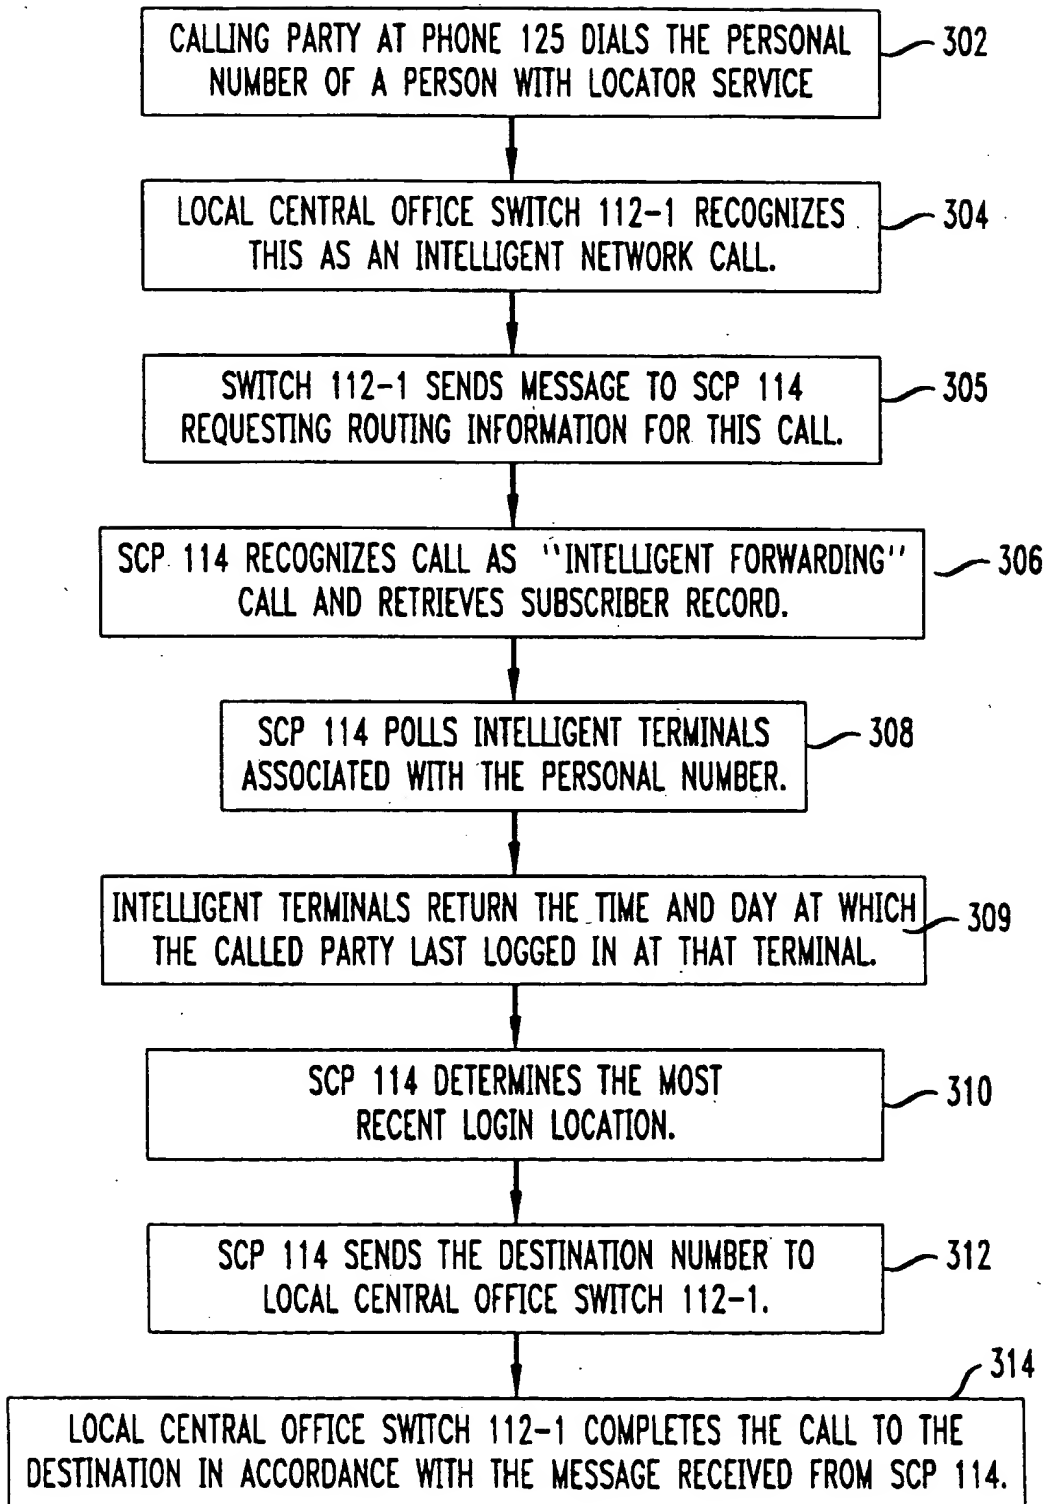 CALLING PARTY AT PHONE 125 DIALS THE PERSONAL
NUMBER OF A PERSON WITH LOCATOR SERVICE
302
LOCAL CENTRAL OFFICE SWITCH 112-1 RECOGNIZES
THIS AS AN INTELLIGENT NETWORK CALL.
304
SWITCH 112-1 SENDS MESSAGE TO SCP 114
REQUESTING ROUTING INFORMATION FOR THIS CALL.
305
SCP 114 RECOGNIZES CALL AS "INTELLIGENT FORWARDING"
CALL AND RETRIEVES SUBSCRIBER RECORD.
306
SCP 114 POLLS INTELLIGENT TERMINALS
ASSOCIATED WITH THE PERSONAL NUMBER.
308
INTELLIGENT TERMINALS RETURN THE TIME AND DAY AT WHICH
THE CALLED PARTY LAST LOGGED IN AT THAT TERMINAL.
309
SCP 114 DETERMINES THE MOST
RECENT LOGIN LOCATION.
310
SCP 114 SENDS THE DESTINATION NUMBER TO
LOCAL CENTRAL OFFICE SWITCH 112-1.
312
314
LOCAL CENTRAL OFFICE SWITCH 112-1 COMPLETES THE CALL TO THE
DESTINATION IN ACCORDANCE WITH THE MESSAGE RECEIVED FROM SCP 114.